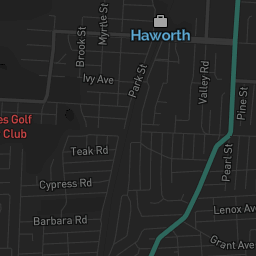 Haworth
Myrtle St
Brook St
Ivy Ave
Park St
Valley Rd
Pine St
es Golf
Club
Teak Rd
Pearl St
Cypress Rd
Barbara Rd
Lenox Ave
Grant Ave